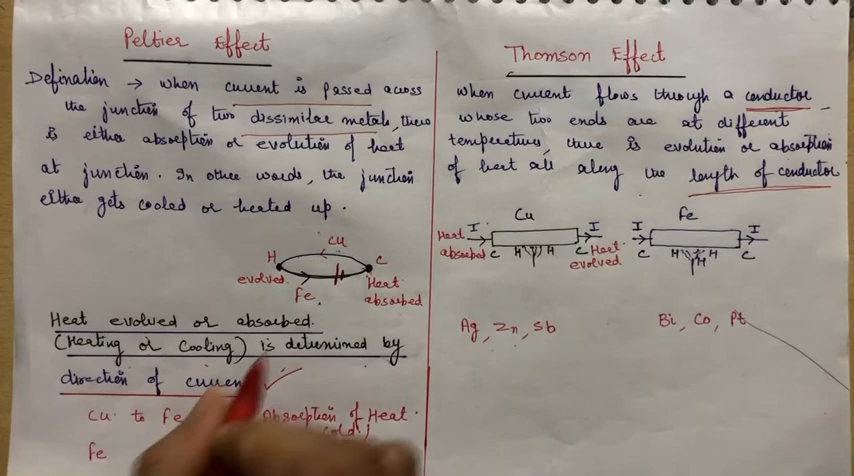 Peltier Effect
Defination → When current is passed across
the junction of two dissimilar metals, there
is either absorption or evolution of heat
at junction. In other words, the junction
either gets cooled or heated up.
Cu
H
C
evolved
Heat
absorbed
Fe
Heat evolved or absorbed.
(Heating or Cooling) is determined by
direction of curren
Cu to Fe Absorption of Heat.
Fe
Thomson Effect
When current flows through a conductor
whose two ends are at different
temperatures, there is evolution or absorption
of heat all along the length of conductor
Cu
Fe
I I I I
Heat
absorbed
C H H C
Heat
evolved
C H H C
H
Ag, Zn, Sb
Bi, Co, Pt